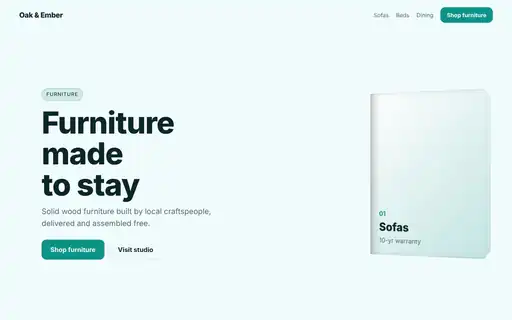 Oak & Ember
Sofas Beds Dining Shop furniture
FURNITURE
Furniture
made
to stay
Solid wood furniture built by local craftspeople,
delivered and assembled free.
Shop furniture Visit studio
01
Sofas
10-yr warranty